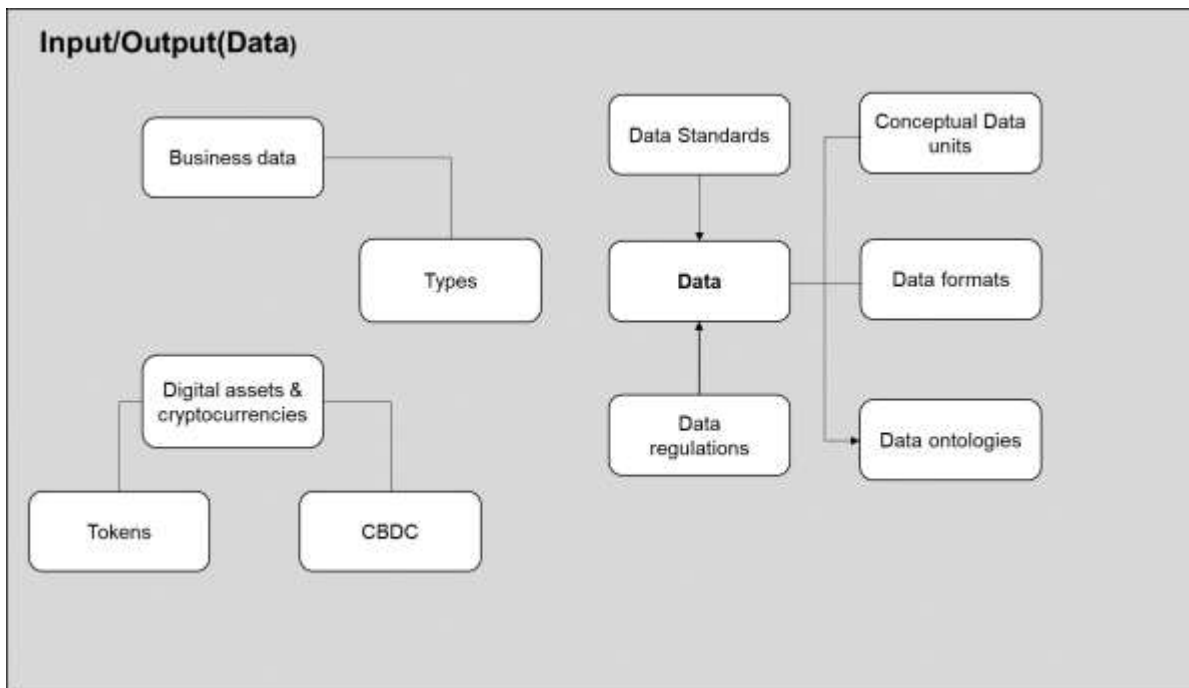 Input/Output(Data)
Business data
Types
Digital assets &
cryptocurrencies
Tokens
CBDC
Data Standards
Data
Data
regulations
Conceptual Data
units
Data formats
Data ontologies